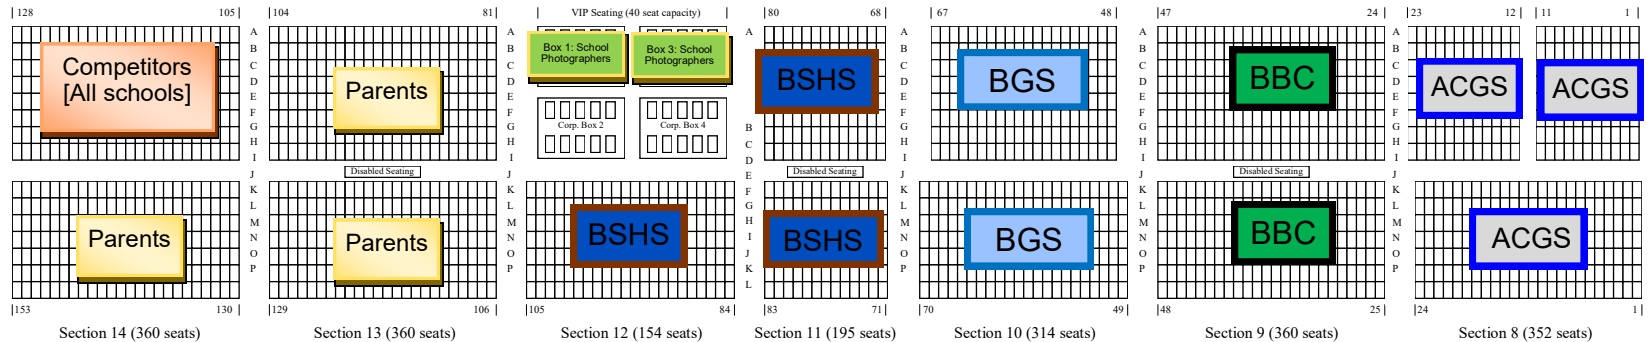 128 105
104 81
VIP Seating (40 seat capacity)
80 68
67 48
47 24
23 12
11 1
A
B
C
D
E
F
G
H
I
J
K
L
M
N
O
P
A
B
C
D
E
F
G
H
I
J
K
L
M
N
O
P
A
B
C
D
E
F
G
H
I
J
K
L
A
B
C
D
E
F
G
H
I
J
K
L
M
N
O
P
A
B
C
D
E
F
G
H
I
J
K
L
M
N
O
P
A
B
C
D
E
F
G
H
I
J
K
L
M
N
O
P
Competitors
[All schools]
Parents
Box 1: School
Photographers
Box 3: School
Photographers
Corp. Box 2
Corp. Box 4
BSHS
BGS
BBC
ACGS
ACGS
Disabled Seating
Disabled Seating
Disabled Seating
Parents
Parents
BSHS
BSHS
BGS
BBC
ACGS
153 130
129 106
105 84
83 71
70 49
48 25
24 1
Section 14 (360 seats)
Section 13 (360 seats)
Section 12 (154 seats)
Section 11 (195 seats)
Section 10 (314 seats)
Section 9 (360 seats)
Section 8 (352 seats)